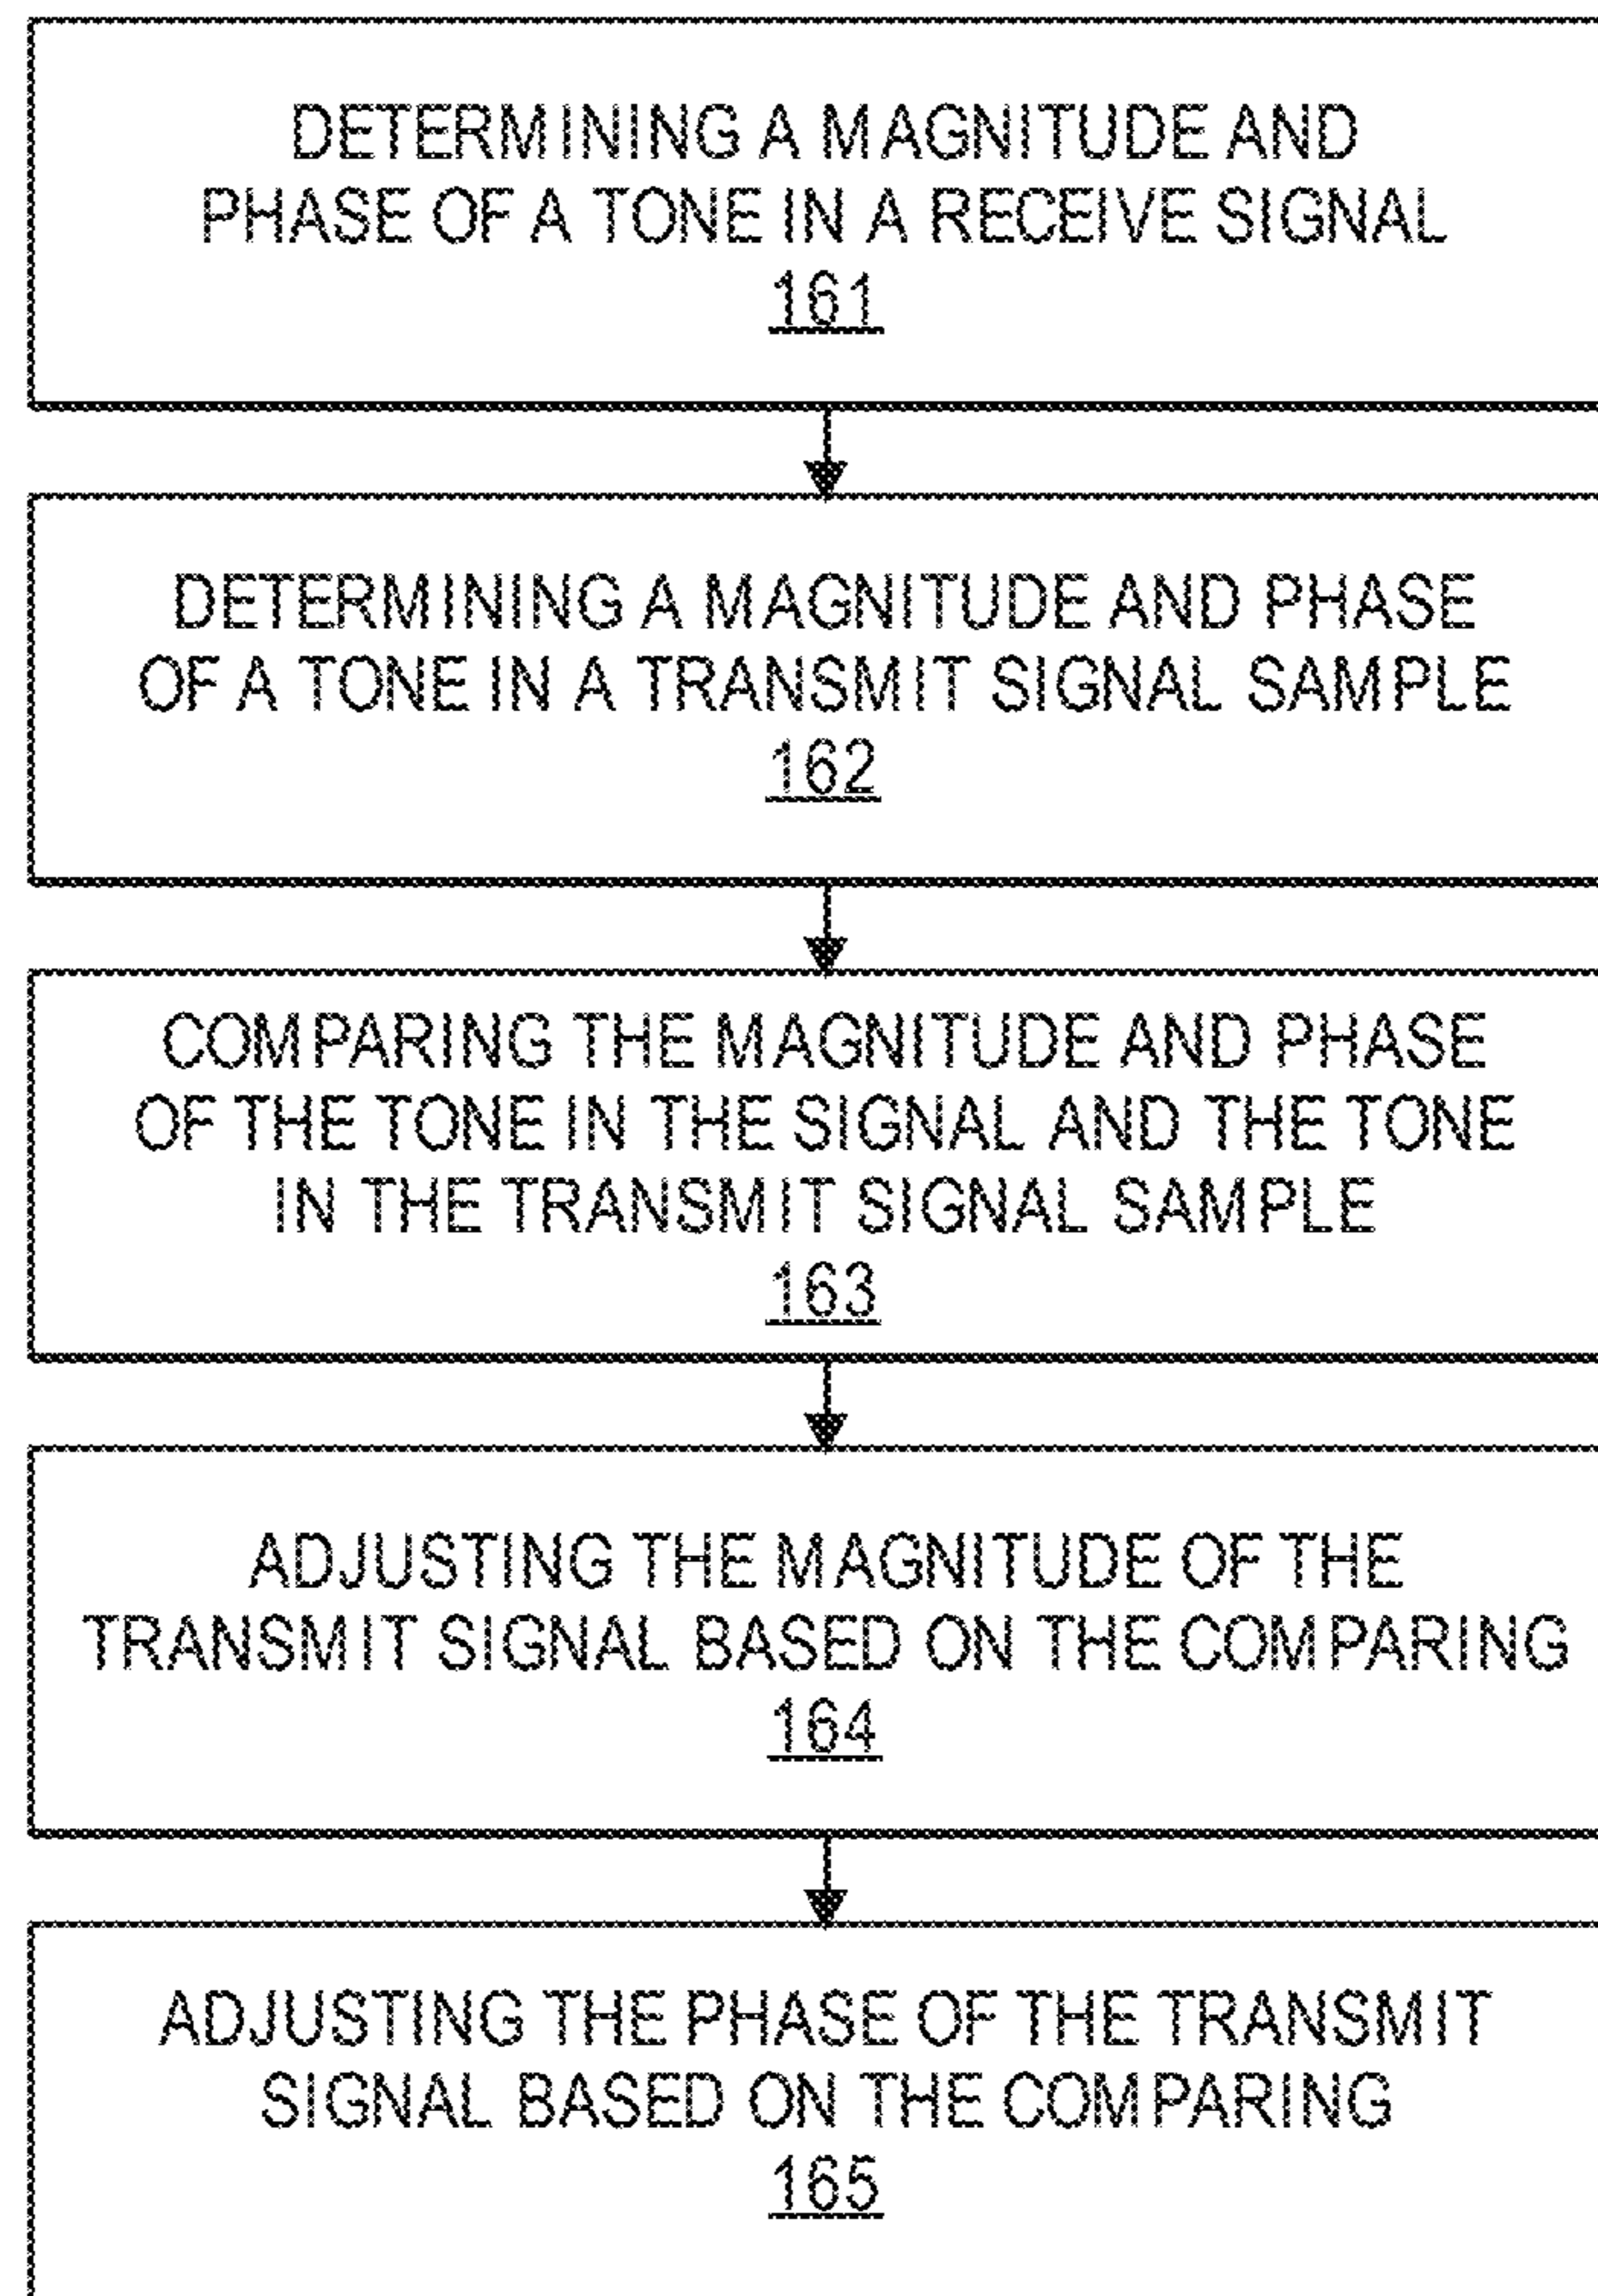 DETERMINING A MAGNITUDE AND
PHASE OF A TONE IN A RECEIVE SIGNAL
161
DETERMINING A MAGNITUDE AND PHASE
OF A TONE IN A TRANSMIT SIGNAL SAMPLE
162
COMPARING THE MAGNITUDE AND PHASE
OF THE TONE IN THE SIGNAL AND THE TONE
IN THE TRANSMIT SIGNAL SAMPLE
163
ADJUSTING THE MAGNITUDE OF THE
TRANSMIT SIGNAL BASED ON THE COMPARING
164
ADJUSTING THE PHASE OF THE TRANSMIT
SIGNAL BASED ON THE COMPARING
165